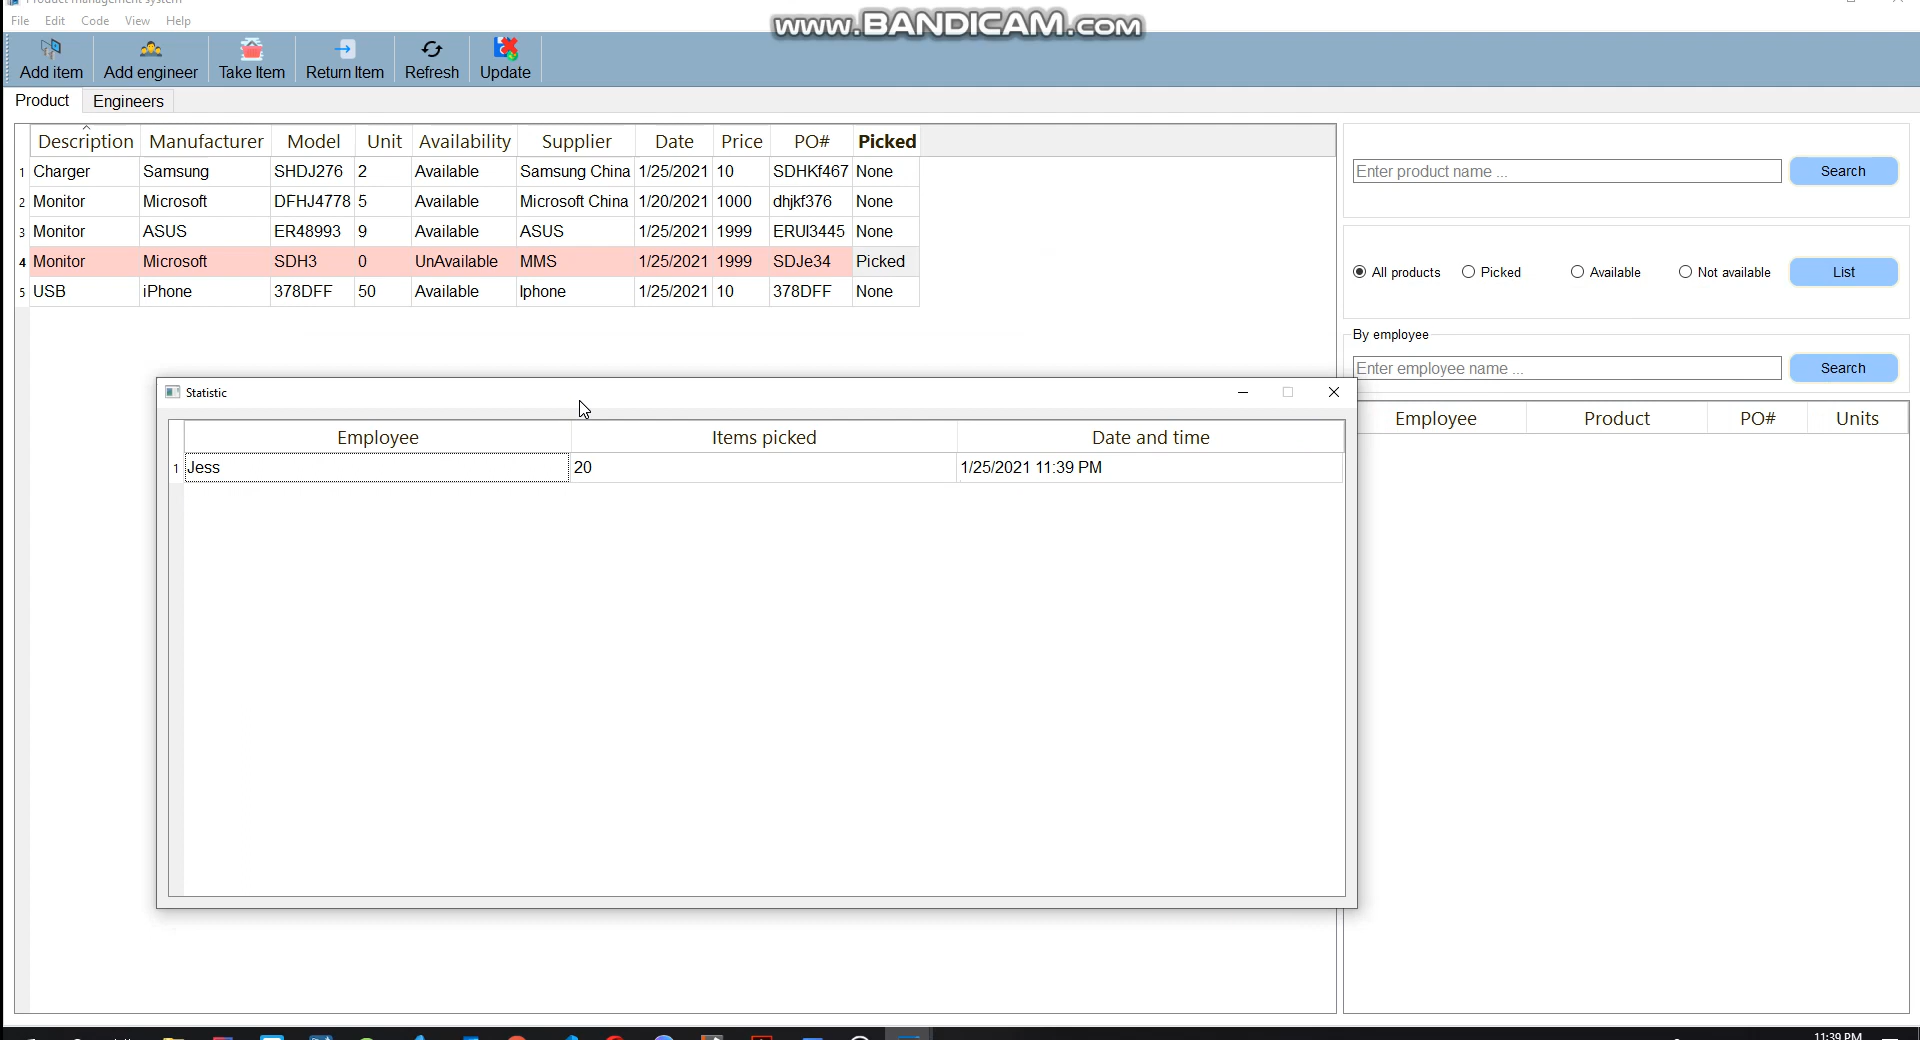 Product management system
File Edit Code View Help
www.BANDICAM.com
Add item Add engineer Take Item Return Item Refresh Update
Product Engineers
Description Manufacturer Model Unit Availability Supplier Date Price PO# Picked
1 Charger Samsung SHDJ276 2 Available Samsung China 1/25/2021 10 SDHKf467 None
2 Monitor Microsoft DFHJ4778 5 Available Microsoft China 1/20/2021 1000 dhjkf376 None
3 Monitor ASUS ER48993 9 Available ASUS 1/25/2021 1999 ERUI3445 None
4 Monitor Microsoft SDH3 0 UnAvailable MMS 1/25/2021 1999 SDJe34 Picked
5 USB iPhone 378DFF 50 Available Iphone 1/25/2021 10 378DFF None
Enter product name ... Search
All products Picked Available Not available List
By employee
Enter employee name ... Search
Employee Product PO# Units
Statistic
Employee Items picked Date and time
1 Jess 20 1/25/2021 11:39 PM
11:39 PM